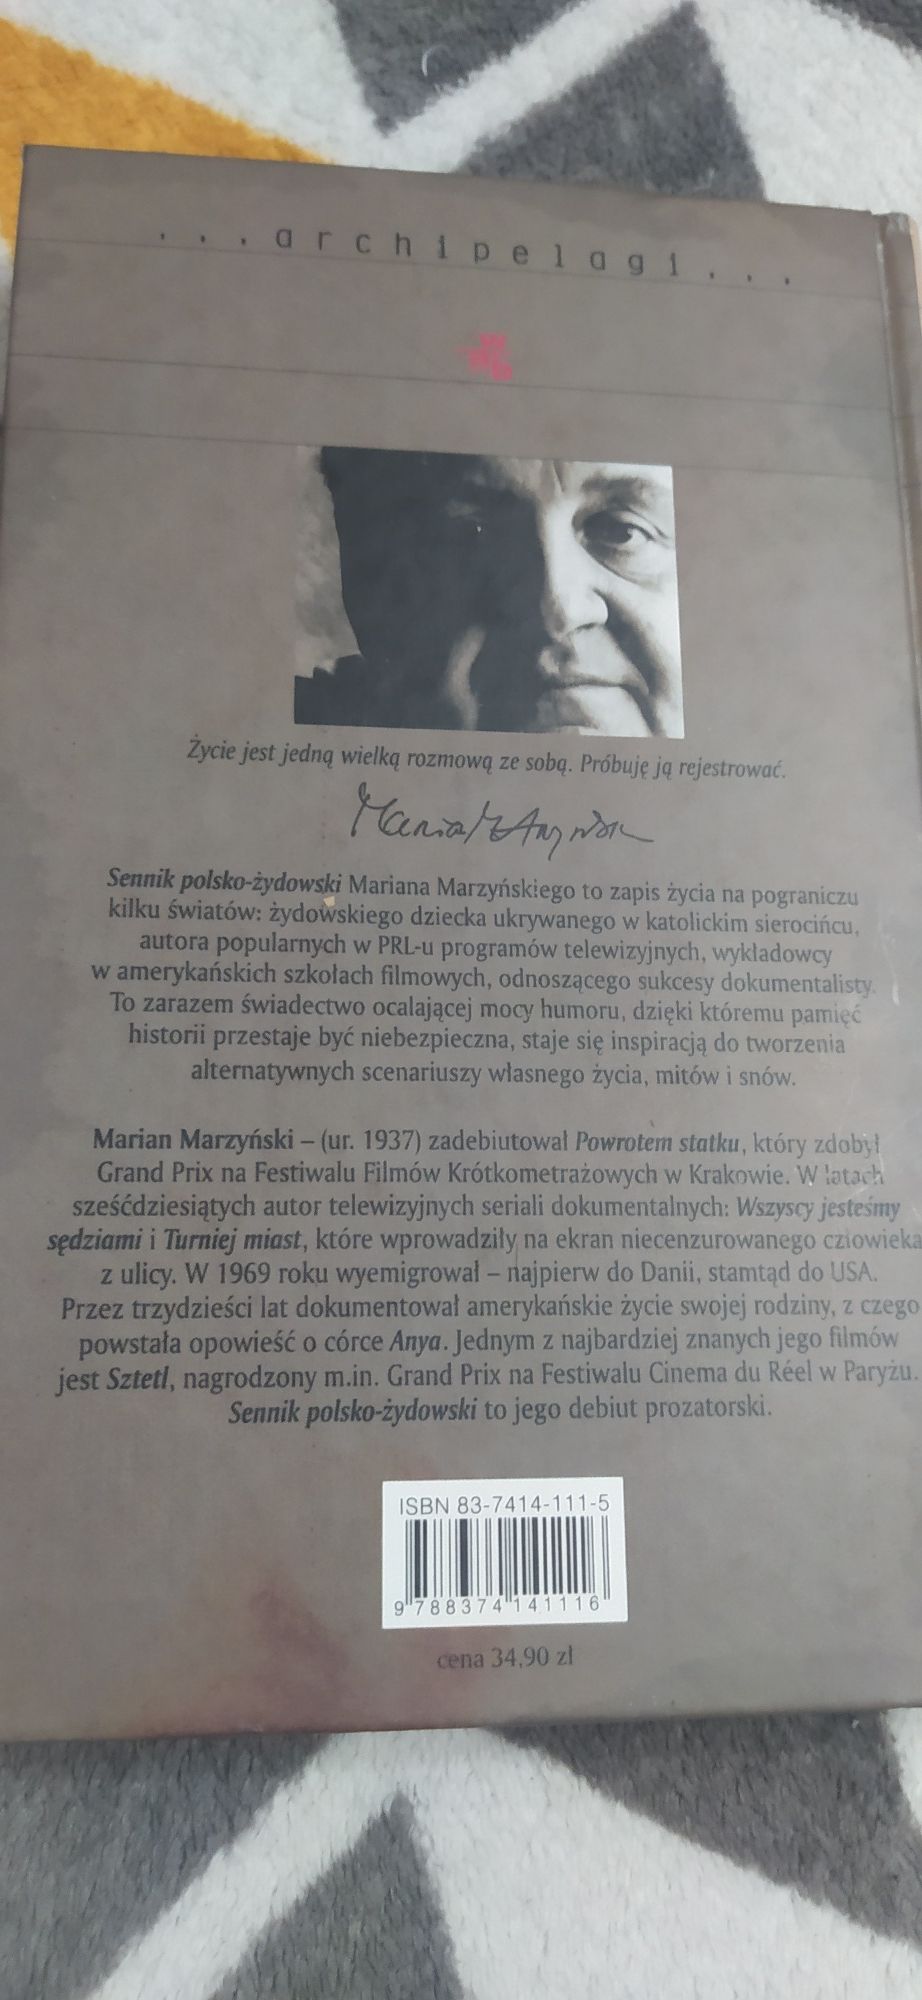 ...archipelagi...
W
A
B
Życie jest jedną wielką rozmową ze sobą. Próbuję ją rejestrować.
Marian Marzyński
Sennik polsko-żydowski Mariana Marzyńskiego to zapis życia na pograniczu
kilku światów: żydowskiego dziecka ukrywanego w katolickim sierocińcu,
autora popularnych w PRL-u programów telewizyjnych, wykładowcy
w amerykańskich szkołach filmowych, odnoszącego sukcesy dokumentalisty.
To zarazem świadectwo ocalającej mocy humoru, dzięki któremu pamięć
historii przestaje być niebezpieczna, staje się inspiracją do tworzenia
alternatywnych scenariuszy własnego życia, mitów i snów.
Marian Marzyński – (ur. 1937) zadebiutował Powrotem statku, który zdobył
Grand Prix na Festiwalu Filmów Krótkometrażowych w Krakowie. W latach
sześćdziesiątych autor telewizyjnych seriali dokumentalnych: Wszyscy jesteśmy
sędziami i Turniej miast, które wprowadziły na ekran niecenzurowanego człowieka
z ulicy. W 1969 roku wyemigrował – najpierw do Danii, stamtąd do USA.
Przez trzydzieści lat dokumentował amerykańskie życie swojej rodziny, z czego
powstała opowieść o córce Anya. Jednym z najbardziej znanych jego filmów
jest Sztetl, nagrodzony m.in. Grand Prix na Festiwalu Cinema du Réel w Paryżu.
Sennik polsko-żydowski to jego debiut prozatorski.
ISBN 83-7414-111-5
9 788374 141116
cena 34,90 zł